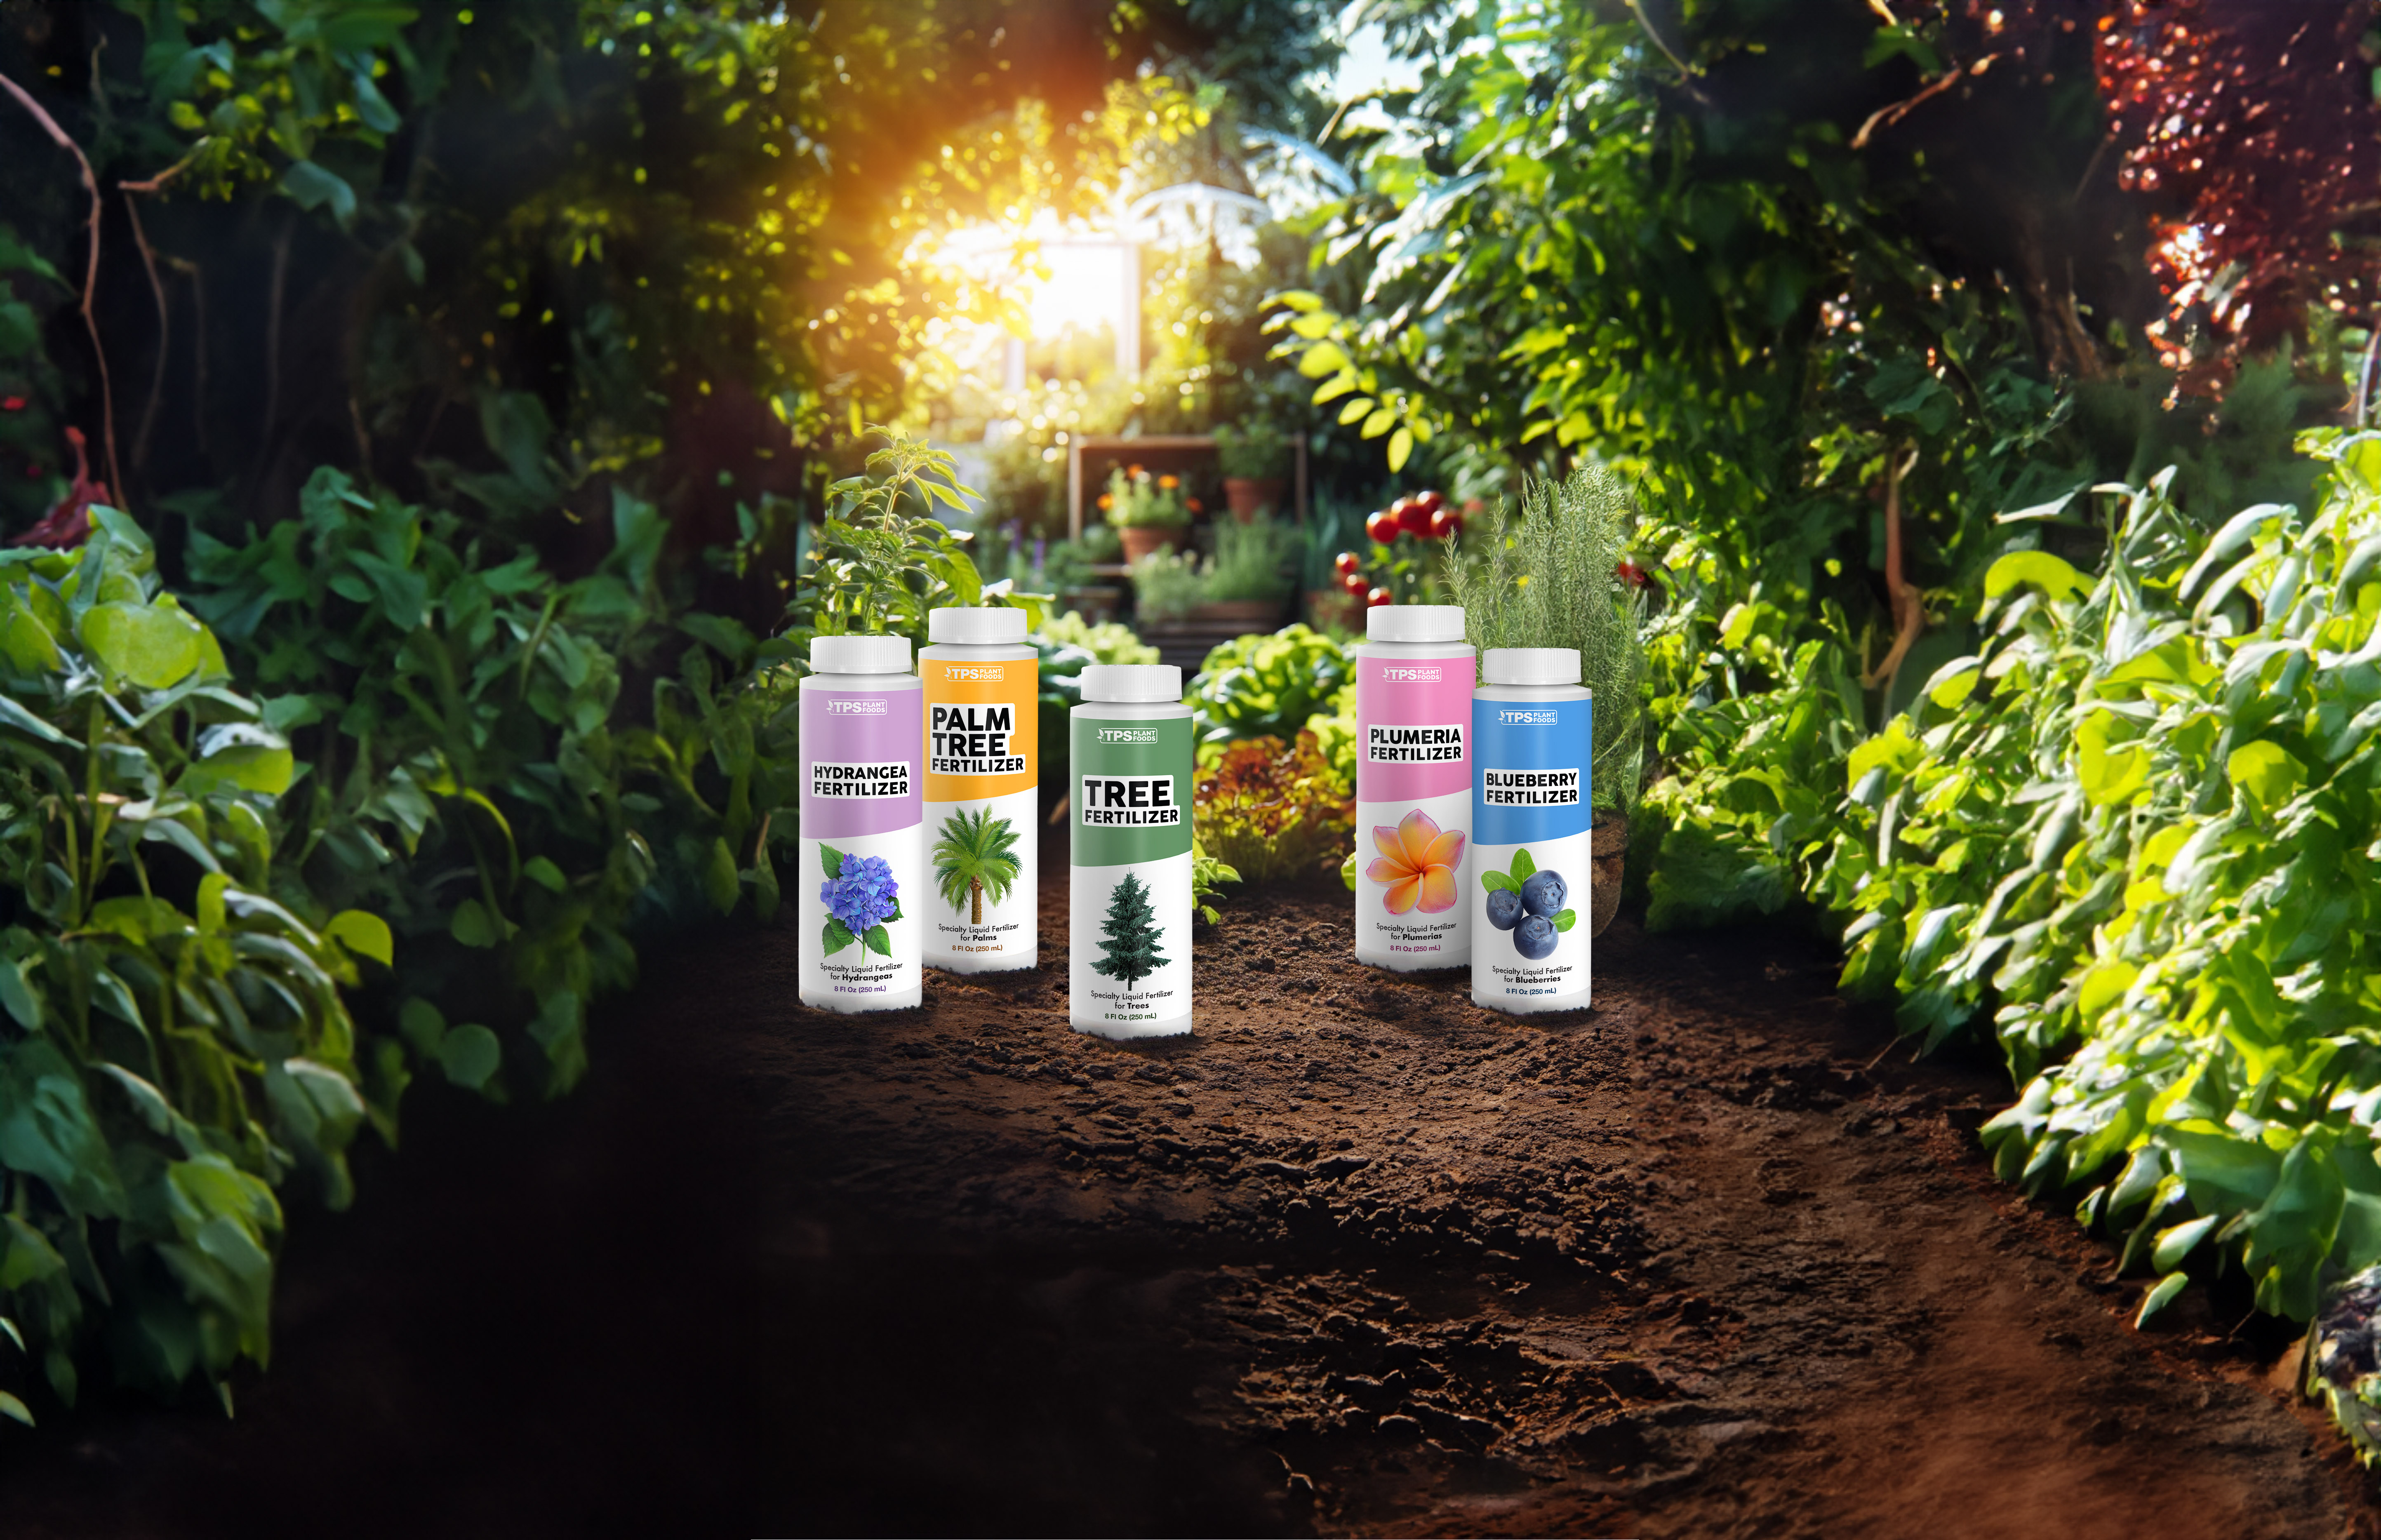 TPS PLANT FOODS
HYDRANGEA
FERTILIZER
Specialty Liquid Fertilizer
for Hydrangeas
8 Fl Oz (250 mL)
TPS PLANT FOODS
PALM
TREE
FERTILIZER
Specialty Liquid Fertilizer
for Palms
8 Fl Oz (250 mL)
TPS PLANT FOODS
TREE
FERTILIZER
Specialty Liquid Fertilizer
for Trees
8 Fl Oz (250 mL)
TPS PLANT FOODS
PLUMERIA
FERTILIZER
Specialty Liquid Fertilizer
for Plumerias
8 Fl Oz (250 mL)
TPS PLANT FOODS
BLUEBERRY
FERTILIZER
Specialty Liquid Fertilizer
for Blueberries
8 Fl Oz (250 mL)